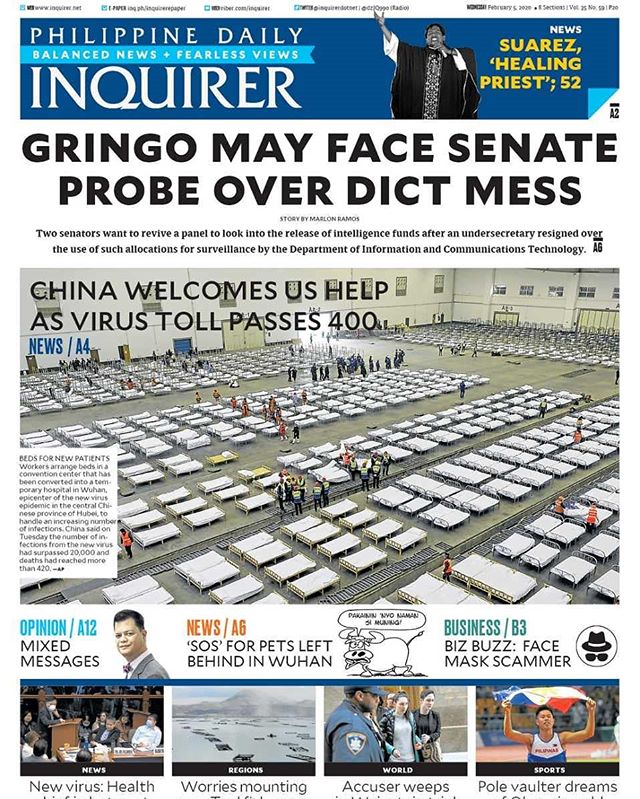 www.inquirer.net
E-PAPER inq.ph/inquirerepaper
viber.com/inquirer
@inquirerdotnet | @dziq990 (Radio)
WEDNESDAY February 5, 2020
Vol. 35 No. 59 | P20
PHILIPPINE DAILY
BALANCED NEWS + FEARLESS VIEWS
INQUIRER
NEWS
SUAREZ,
‘HEALING
PRIEST’; 52
A2
GRINGO MAY FACE SENATE
PROBE OVER DICT MESS
STORY BY MARLON RAMOS
Two senators want to revive a panel to look into the release of intelligence funds after an undersecretary resigned over
the use of such allocations for surveillance by the Department of Information and Communications Technology. A6
CHINA WELCOMES US HELP
AS VIRUS TOLL PASSES 400
NEWS / A4
BEDS FOR NEW PATIENTS
Workers arrange beds in a
convention center that has
been converted into a tem-
porary hospital in Wuhan,
epicenter of the new virus
epidemic in the central Chi-
nese province of Hubei, to
handle an increasing number
of infections. China said on
Tuesday the number of in-
fections from the new virus
had surpassed 20,000 and
deaths had reached more
than 420. —AP
OPINION / A12
MIXED
MESSAGES
NEWS / A6
‘SOS’ FOR PETS LEFT
BEHIND IN WUHAN
PAKAININ ’NYO NAMAN
SI MUNING!
BUSINESS / B3
BIZ BUZZ: FACE
MASK SCAMMER
NEWS
New virus: Health
REGIONS
Worries mounting
WORLD
Accuser weeps
PILIPINAS
SPORTS
Pole vaulter dreams